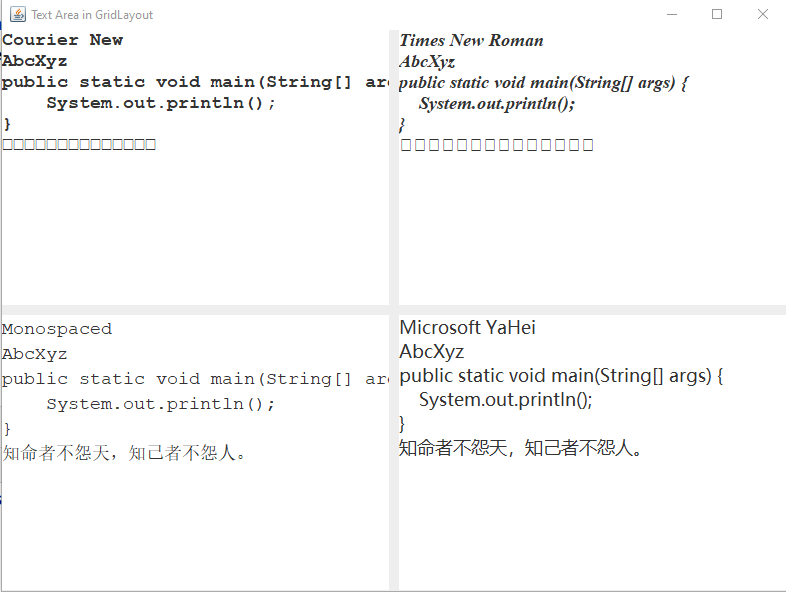 Text Area in GridLayout
Courier New
AbcXyz
public static void main(String[] ar
    System.out.println();
}
Times New Roman
AbcXyz
public static void main(String[] args) {
    System.out.println();
}
Monospaced
AbcXyz
public static void main(String[] ar
    System.out.println();
}
知命者不怨天，知己者不怨人。
Microsoft YaHei
AbcXyz
public static void main(String[] args) {
    System.out.println();
}
知命者不怨天，知己者不怨人。